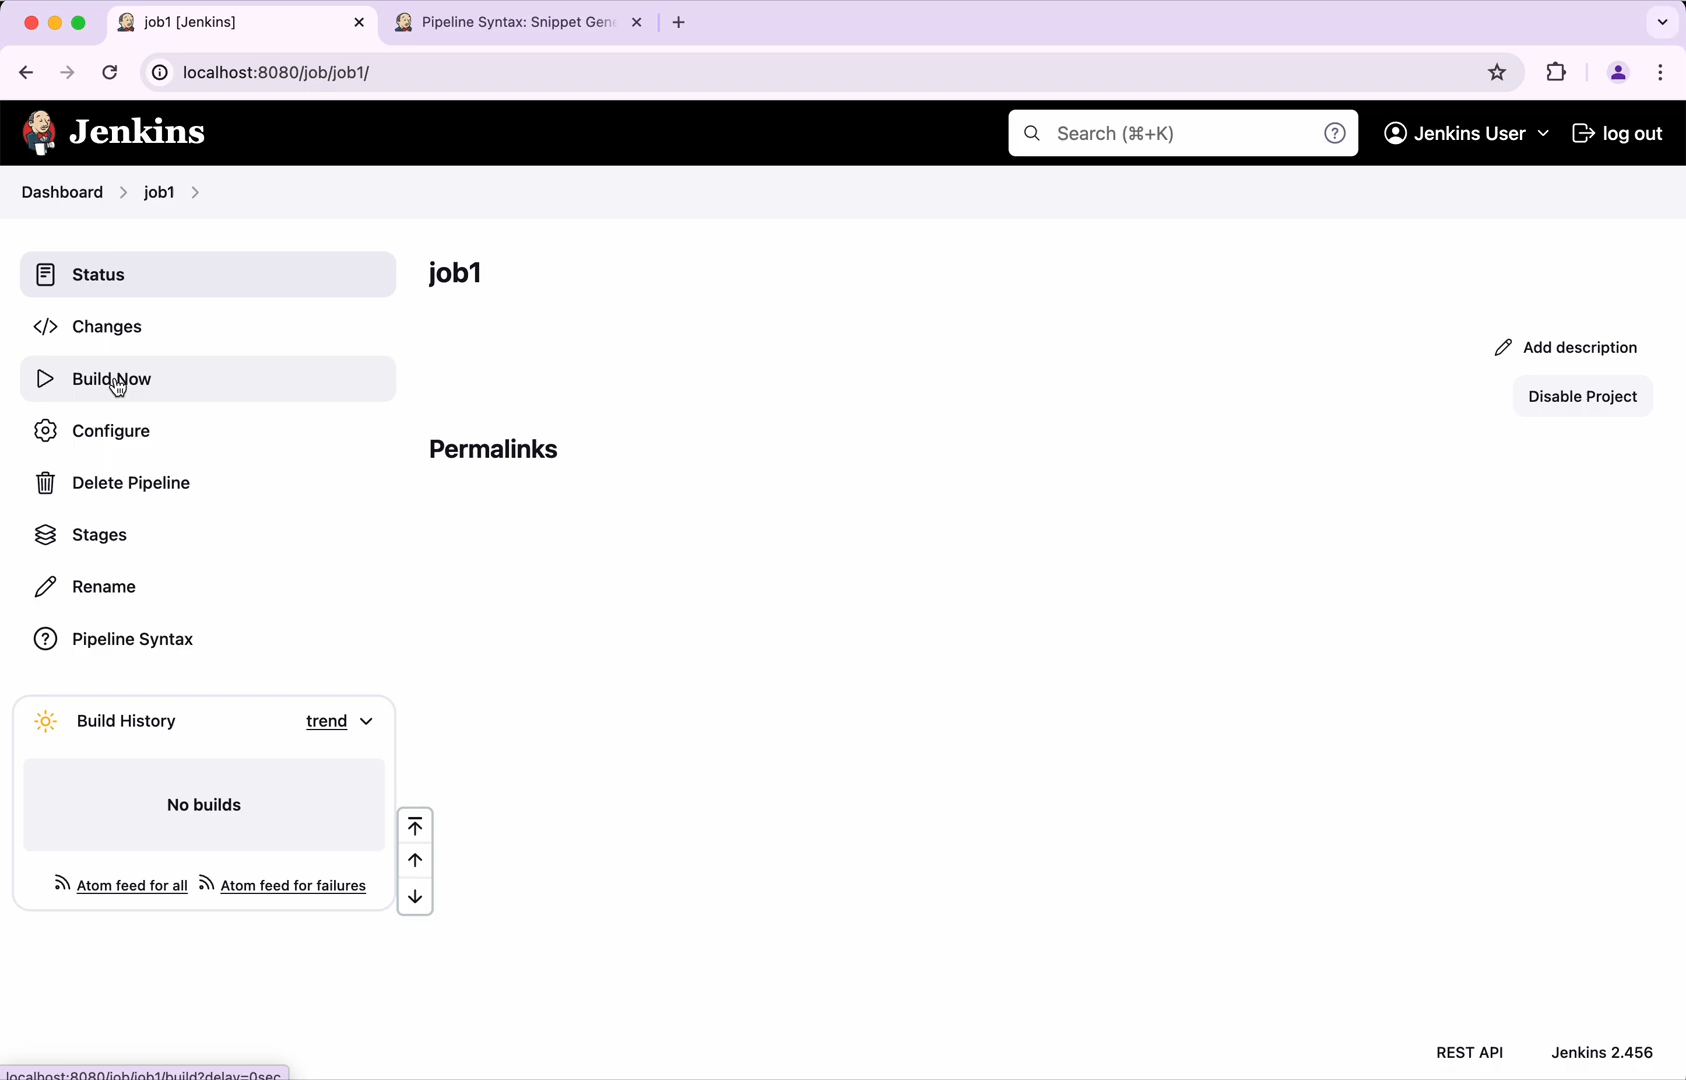 job1 [Jenkins]
Pipeline Syntax: Snippet Gene
localhost:8080/job/job1/
Jenkins
Search (⌘+K)
Jenkins User
log out
Dashboard
job1
Status
Changes
Build Now
Configure
Delete Pipeline
Stages
Rename
Pipeline Syntax
job1
Add description
Disable Project
Permalinks
Build History
trend
No builds
Atom feed for all
Atom feed for failures
REST API
Jenkins 2.456
localhost:8080/job/job1/build?delay=0sec